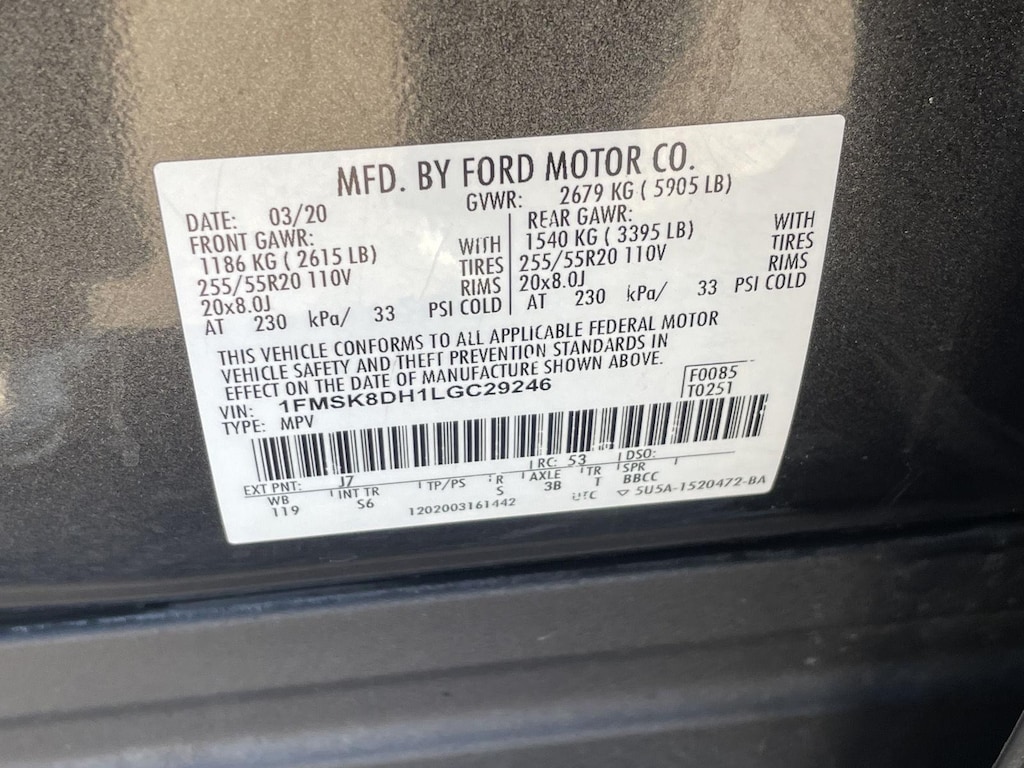 MFD. BY FORD MOTOR CO.
DATE: 03/20 GVWR: 2679 KG ( 5905 LB)
FRONT GAWR: REAR GAWR:
1186 KG ( 2615 LB) WITH 1540 KG ( 3395 LB) WITH
255/55R20 110V TIRES 255/55R20 110V TIRES
20x8.0J RIMS 20x8.0J RIMS
AT 230 kPa/ 33 PSI COLD AT 230 kPa/ 33 PSI COLD
THIS VEHICLE CONFORMS TO ALL APPLICABLE FEDERAL MOTOR
VEHICLE SAFETY AND THEFT PREVENTION STANDARDS IN
EFFECT ON THE DATE OF MANUFACTURE SHOWN ABOVE.
VIN: 1FMSK8DH1LGC29246 F0085
TYPE: MPV T0251
EXT PNT: J7 RC: 53 DSO:
WB INT TR TP/PS R AXLE TR SPR
119 S6 S 3B T BBCC
1202003161442 UTC ▽ 5U5A-1520472-BA